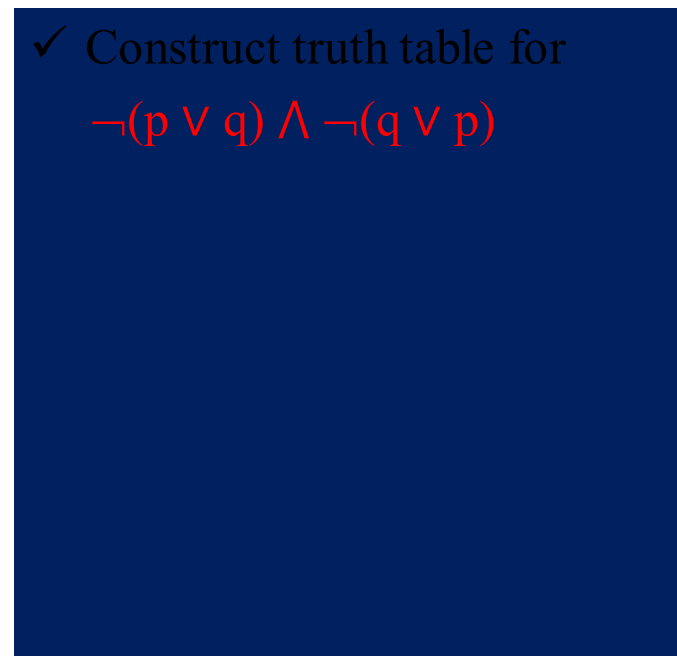 ✓ Construct truth table for
¬(p ∨ q) Λ ¬(q ∨ p)